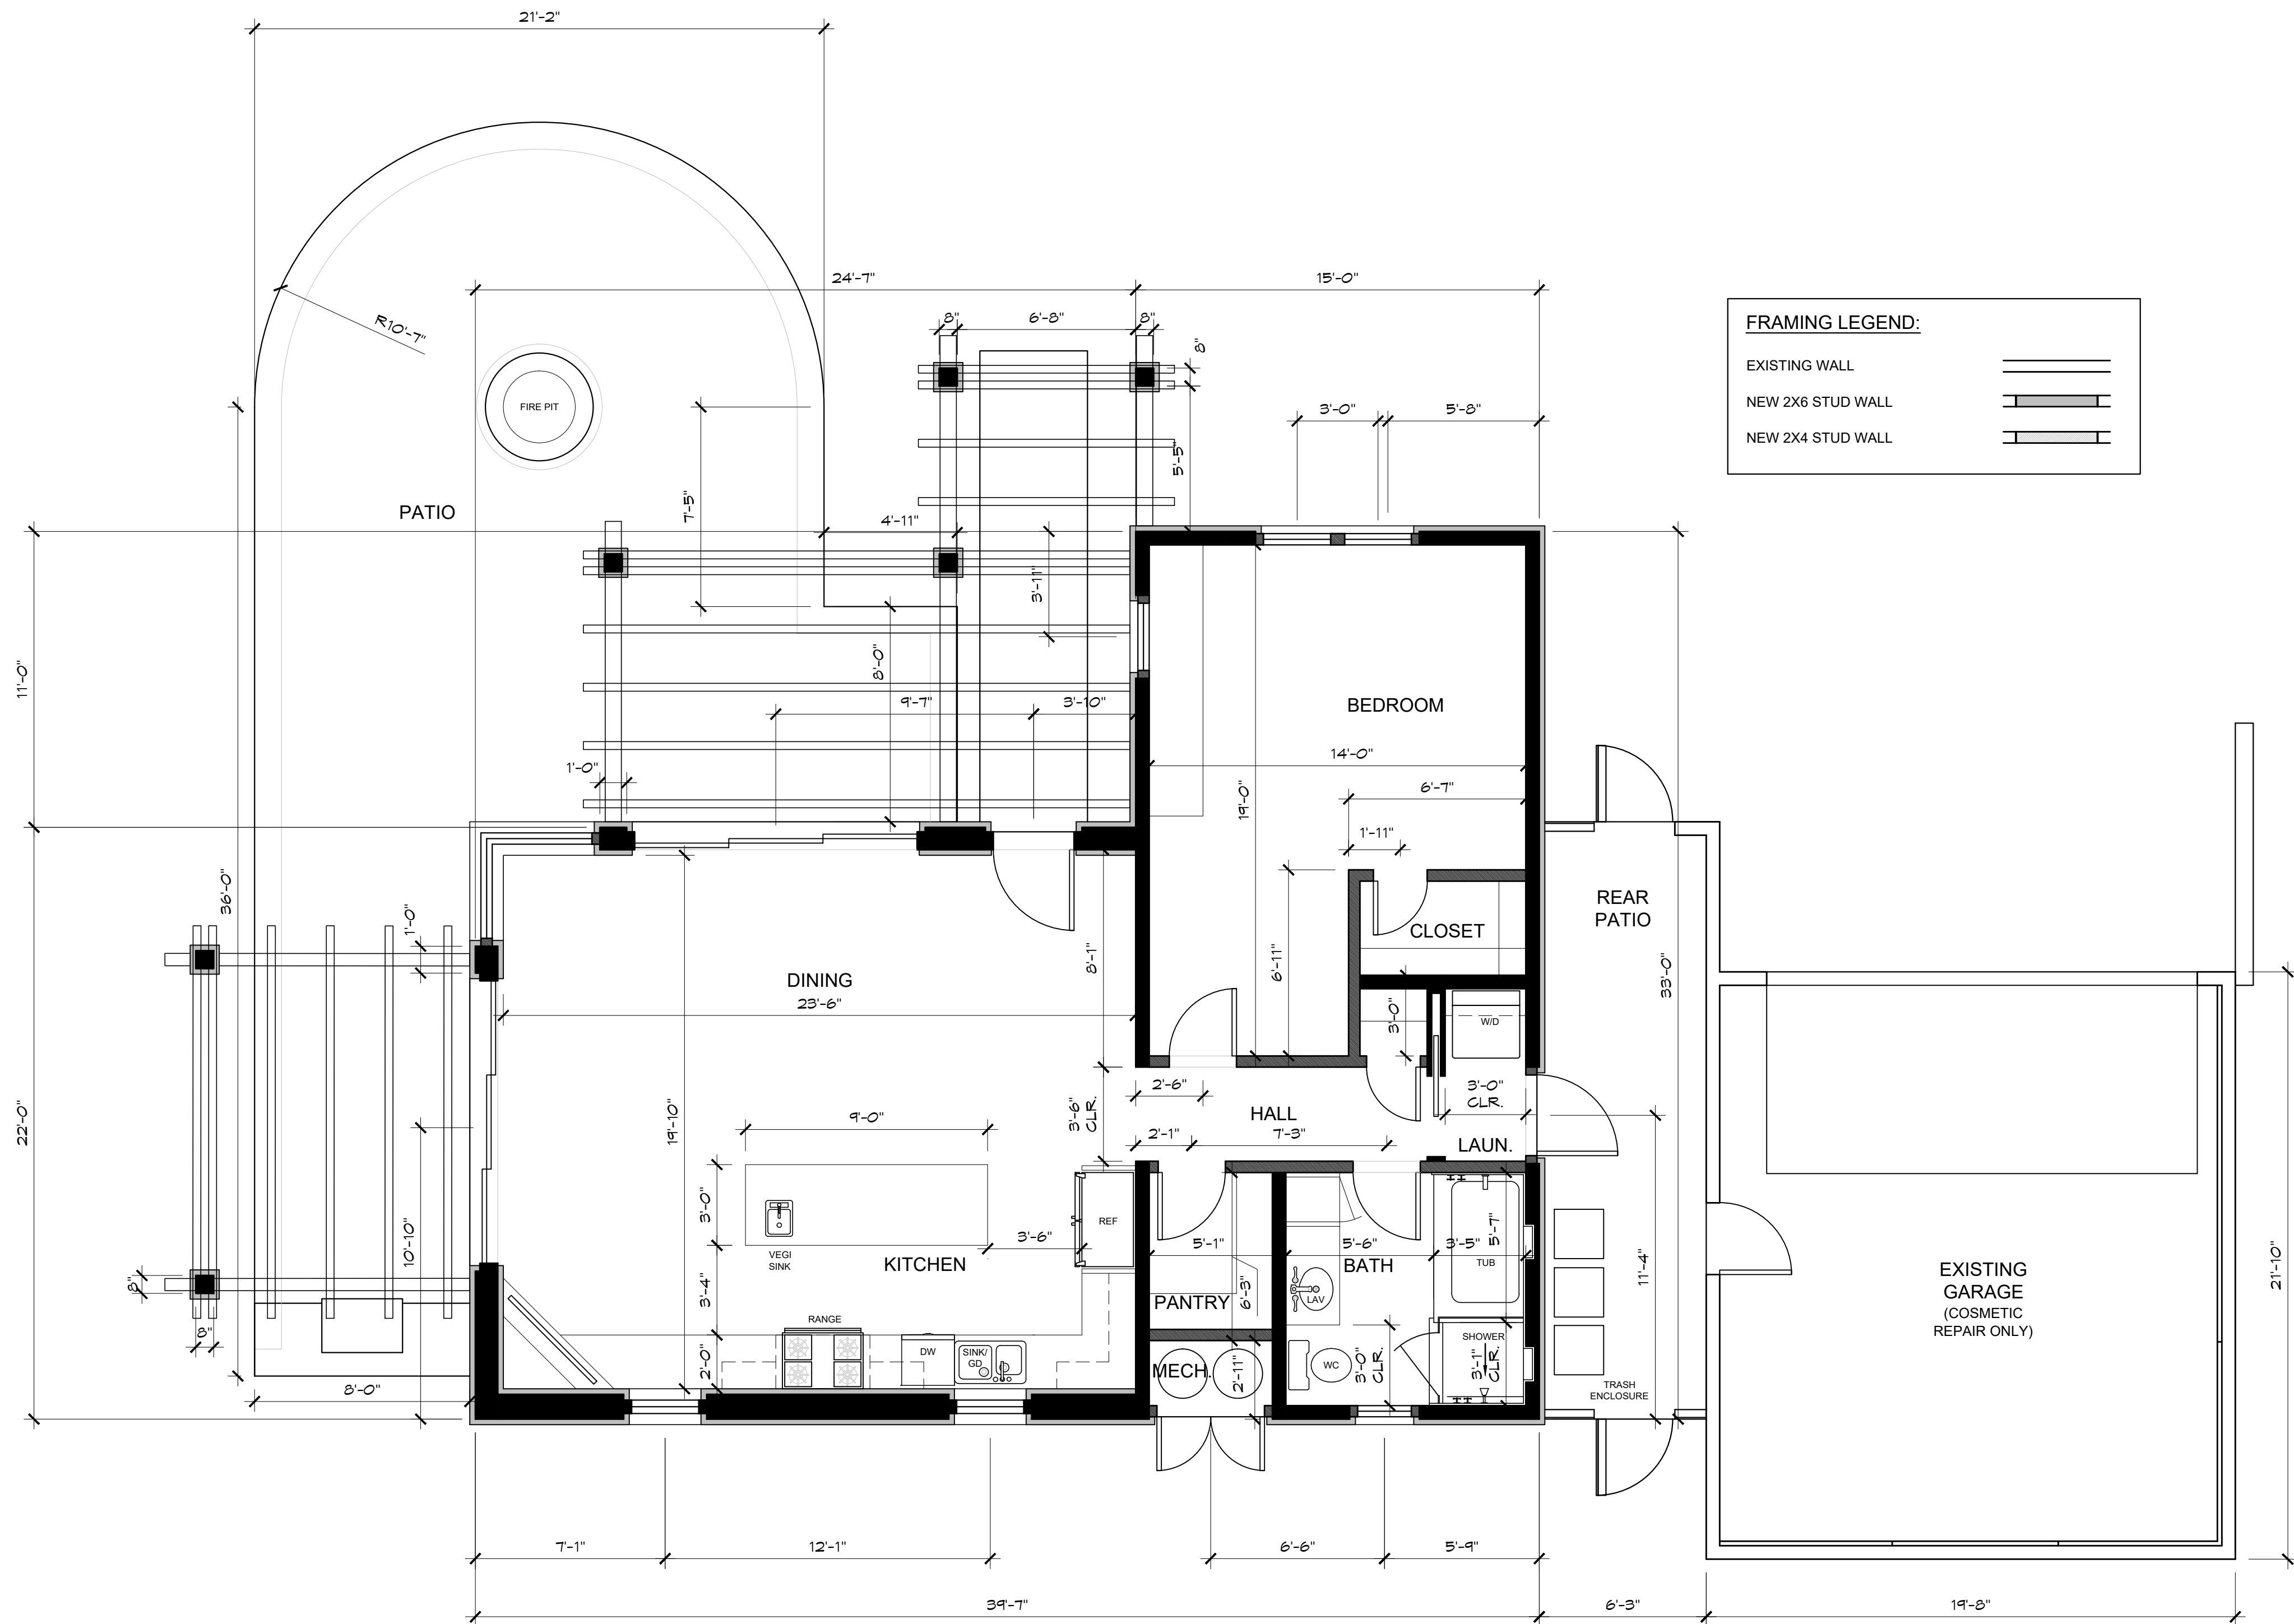 21'-2"
24'-7"
15'-0"
R10'-7"
8"
6'-8"
8"
8"
FRAMING LEGEND:
EXISTING WALL
NEW 2X6 STUD WALL
NEW 2X4 STUD WALL
3'-0"
5'-8"
FIRE PIT
5'-5"
7'-5"
PATIO
4'-11"
3'-11"
11'-0"
8'-0"
9'-7"
3'-10"
BEDROOM
14'-0"
1'-0"
19'-0"
6'-7"
1'-11"
36'-0"
1'-0"
8'-1"
6'-11"
CLOSET
REAR
PATIO
33'-0"
DINING
23'-6"
3'-0"
W/D
22'-0"
19'-10"
9'-0"
3'-6"
CLR.
2'-6"
HALL
3'-0"
CLR.
2'-1"
7'-3"
LAUN.
10'-10"
3'-0"
VEGI
SINK
KITCHEN
3'-6"
REF
5'-1"
5'-6"
BATH
3'-5"
5'-7"
TUB
11'-4"
EXISTING
GARAGE
(COSMETIC
REPAIR ONLY)
21'-10"
8"
8"
3'-4"
PANTRY
6'-3"
LAV
RANGE
DW
SINK/
GD
2'-0"
MECH.
2'-11"
WC
3'-0"
CLR.
SHOWER
3'-1"
CLR.
TRASH
ENCLOSURE
8'-0"
7'-1"
12'-1"
6'-6"
5'-9"
39'-7"
6'-3"
19'-8"